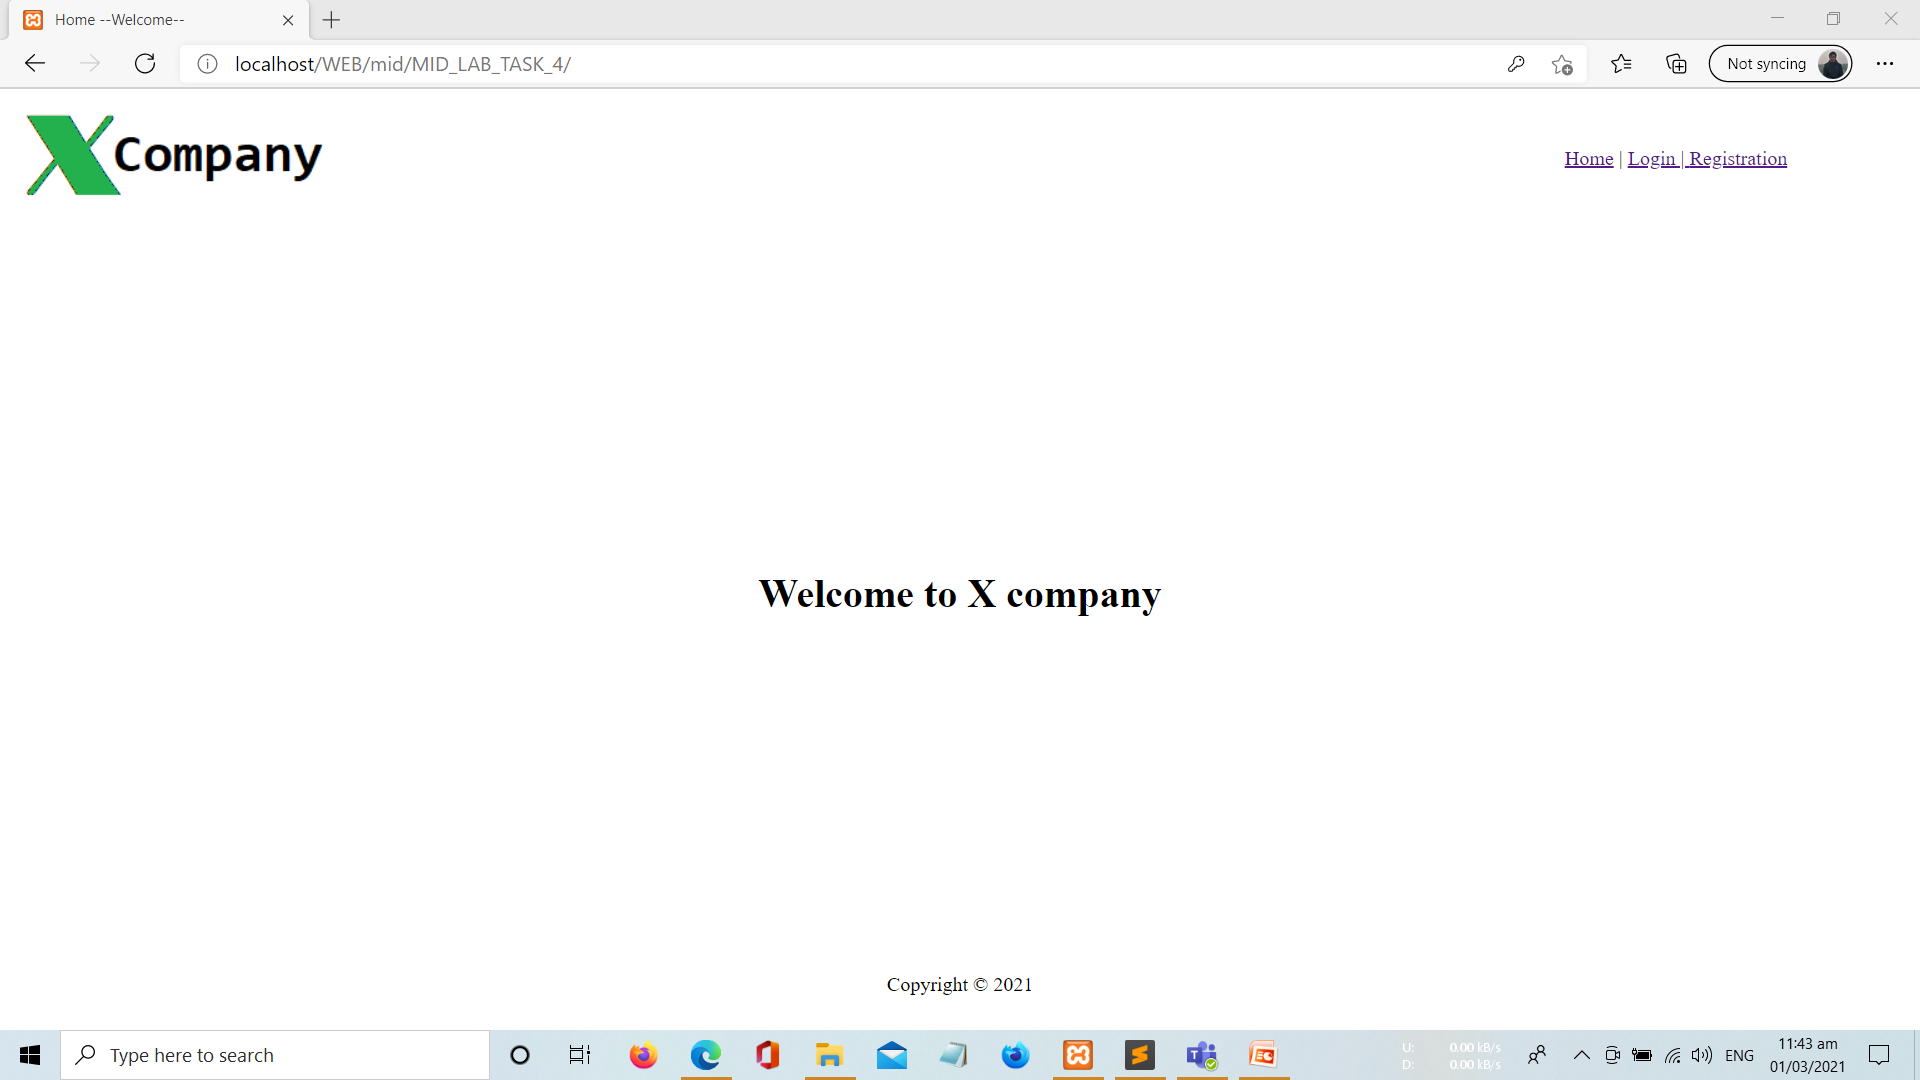 Home --Welcome--
localhost/WEB/mid/MID_LAB_TASK_4/
Not syncing
X Company
Home | Login | Registration
Welcome to X company
Copyright © 2021
Type here to search
U: 0.00 kB/s
D: 0.00 kB/s
ENG
11:43 am
01/03/2021